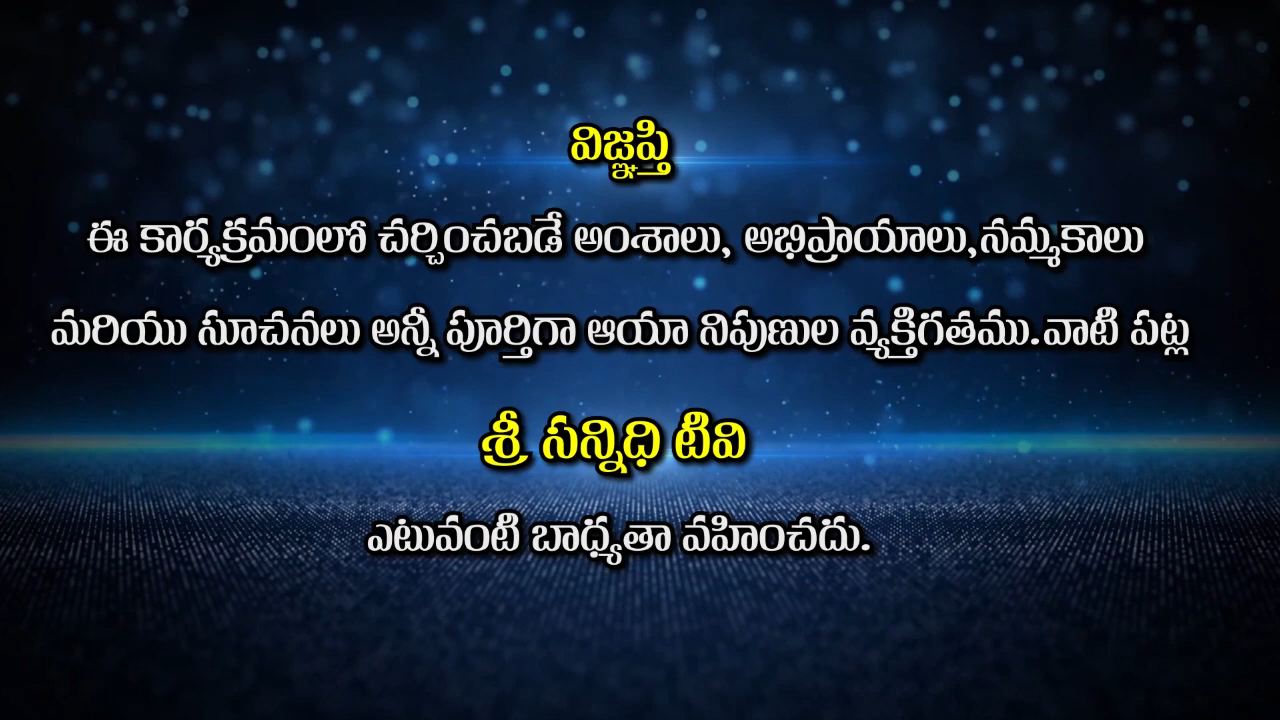 విజ్ఞప్తి
ఈ కార్యక్రమంలో చర్చించబడే అంశాలు, అభిప్రాయాలు,నమ్మకాలు
మరియు సూచనలు అన్నీ పూర్తిగా ఆయా నిపుణుల వ్యక్తిగతము.వాటి పట్ల
శ్రీ సన్నిధి టివి
ఎటువంటి బాధ్యతా వహించదు.